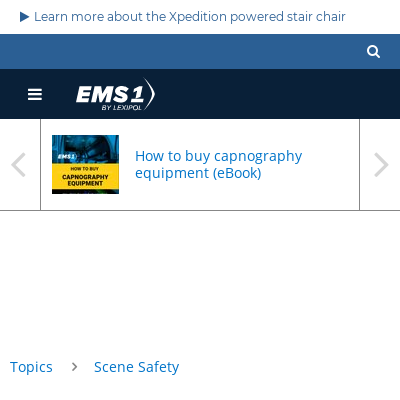 Learn more about the Xpedition powered stair chair
EMS1
BY LEXIPOL
EMS1
HOW TO BUY
CAPNOGRAPHY
EQUIPMENT
How to buy capnography
equipment (eBook)
Topics
Scene Safety